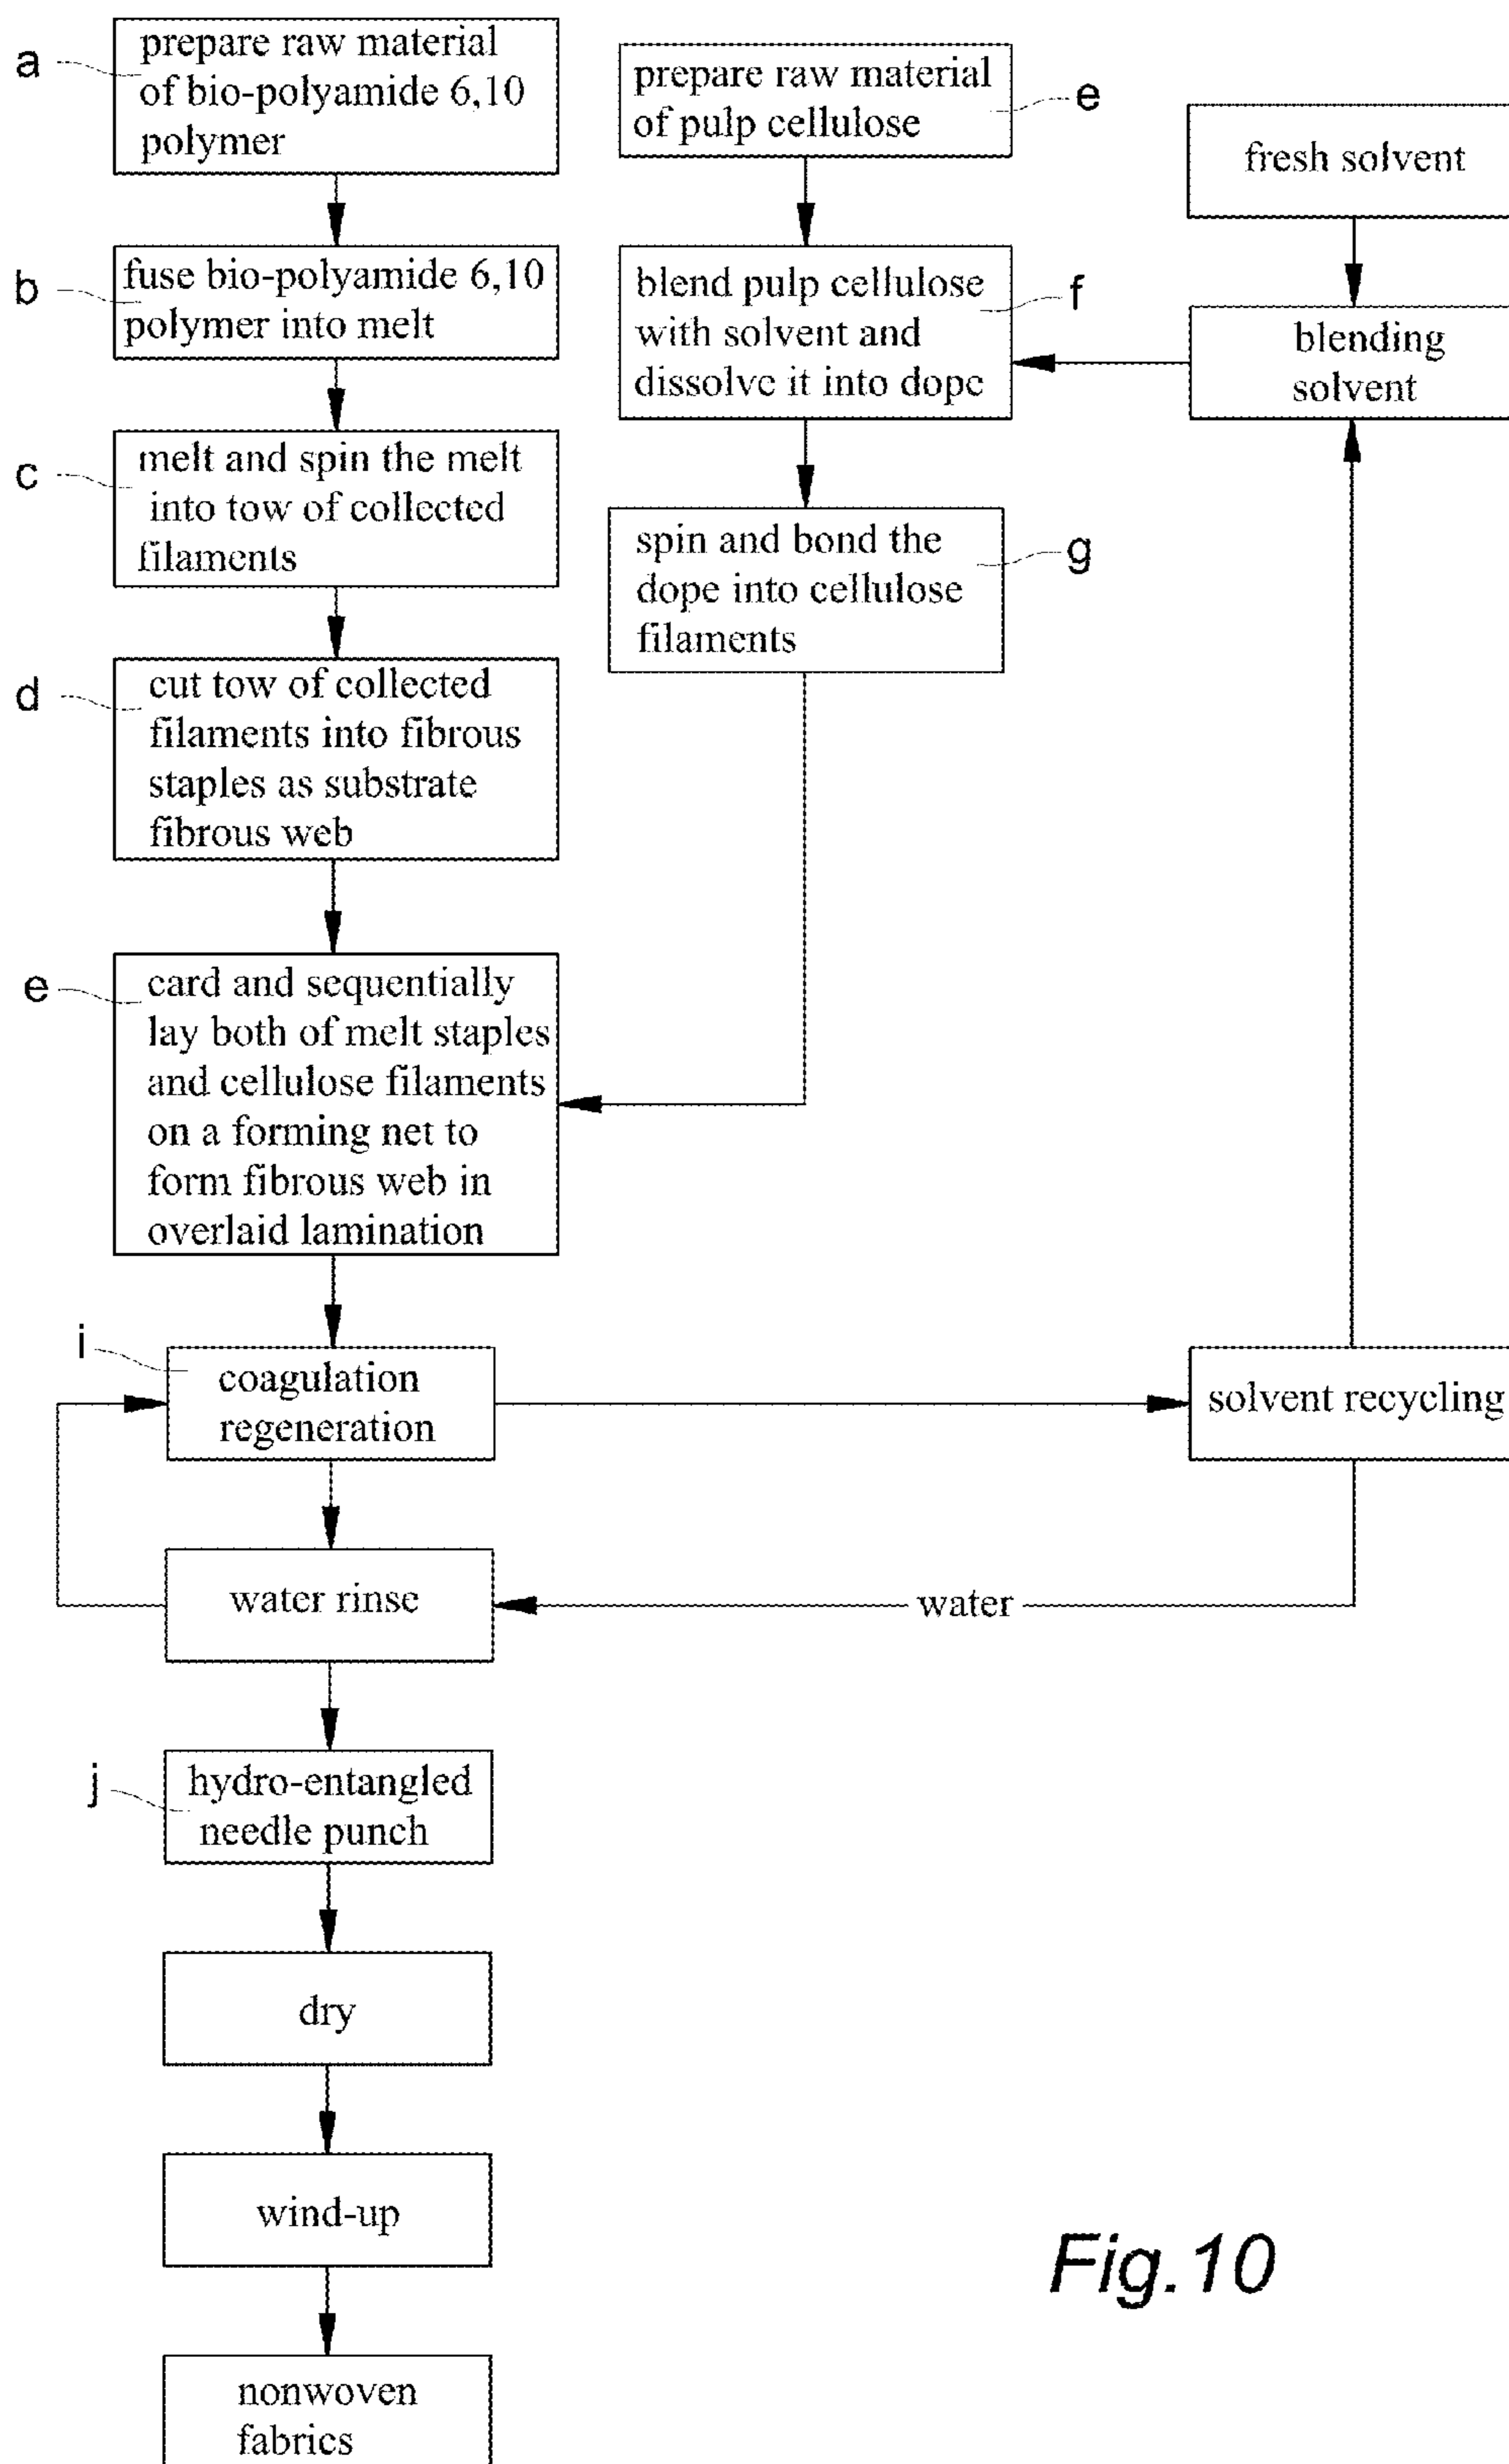 a
prepare raw material
of bio-polyamide 6,10
polymer
b
fuse bio-polyamide 6,10
polymer into melt
c
melt and spin the melt
into tow of collected
filaments
d
cut tow of collected
filaments into fibrous
staples as substrate
fibrous web
e
card and sequentially
lay both of melt staples
and cellulose filaments
on a forming net to
form fibrous web in
overlaid lamination
prepare raw material
of pulp cellulose
e
blend pulp cellulose
with solvent and
dissolve it into dope
f
spin and bond the
dope into cellulose
filaments
g
fresh solvent
blending
solvent
i
coagulation
regeneration
solvent recycling
water rinse
water
j
hydro-entangled
needle punch
dry
wind-up
nonwoven
fabrics
Fig.10